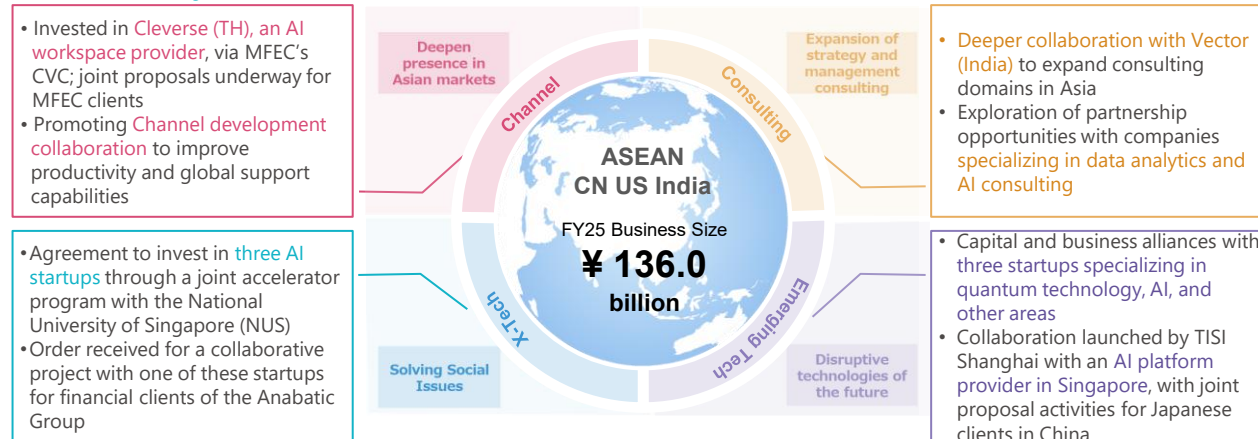 • Invested in Cleverse (TH), an AI
workspace provider, via MFEC's
CVC; joint proposals underway for
MFEC clients
• Promoting Channel development
collaboration to improve
productivity and global support
capabilities
Deepen
presence in
Asian markets
Channel
Consulting
Expansion of
strategy and
management
consulting
• Deeper collaboration with Vector
(India) to expand consulting
domains in Asia
• Exploration of partnership
opportunities with companies
specializing in data analytics and
AI consulting
ASEAN
CN US India
FY25 Business Size
¥ 136.0
billion
•Agreement to invest in three AI
startups through a joint accelerator
program with the National
University of Singapore (NUS)
•Order received for a collaborative
project with one of these startups
for financial clients of the Anabatic
Group
Solving Social
Issues
X-Tech
Emerging Tech
Disruptive
technologies of
the future
• Capital and business alliances with
three startups specializing in
quantum technology, AI, and
other areas
• Collaboration launched by TISI
Shanghai with an AI platform
provider in Singapore, with joint
proposal activities for Japanese
clients in China